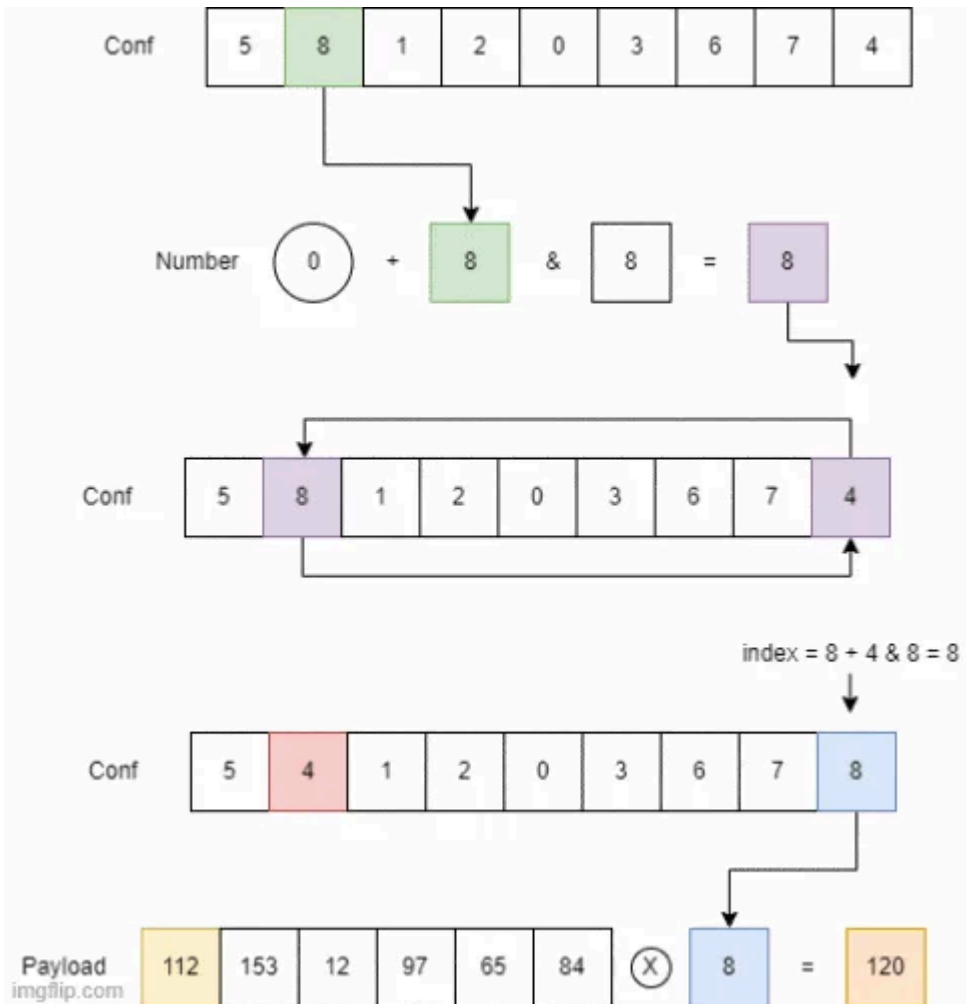 Conf 5 8 1 2 0 3 6 7 4
Number 0 + 8 & 8 = 8
Conf 5 8 1 2 0 3 6 7 4
index = 8 + 4 & 8 = 8
Conf 5 4 1 2 0 3 6 7 8
Payload 112 153 12 97 65 84 X 8 = 120
imgflip.com